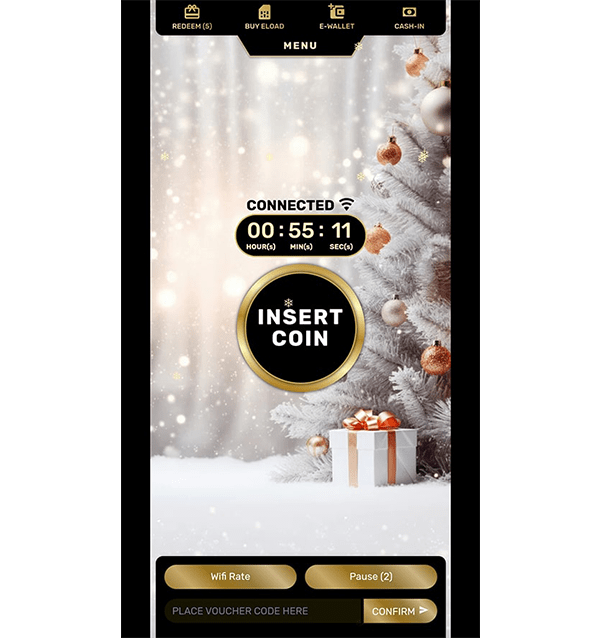 REDEEM (5) BUY ELOAD E-WALLET CASH-IN
MENU
CONNECTED
00 : 55 : 11
HOUR(s) MIN(s) SEC(s)
INSERT
COIN
Wifi Rate Pause (2)
PLACE VOUCHER CODE HERE CONFIRM